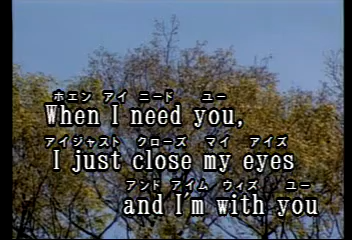 ホエン アイ ニード ユー
When I need you,
アイジャスト クローズ マイ アイズ
I just close my eyes
アンド アイム ウィズ ユー
and I'm with you